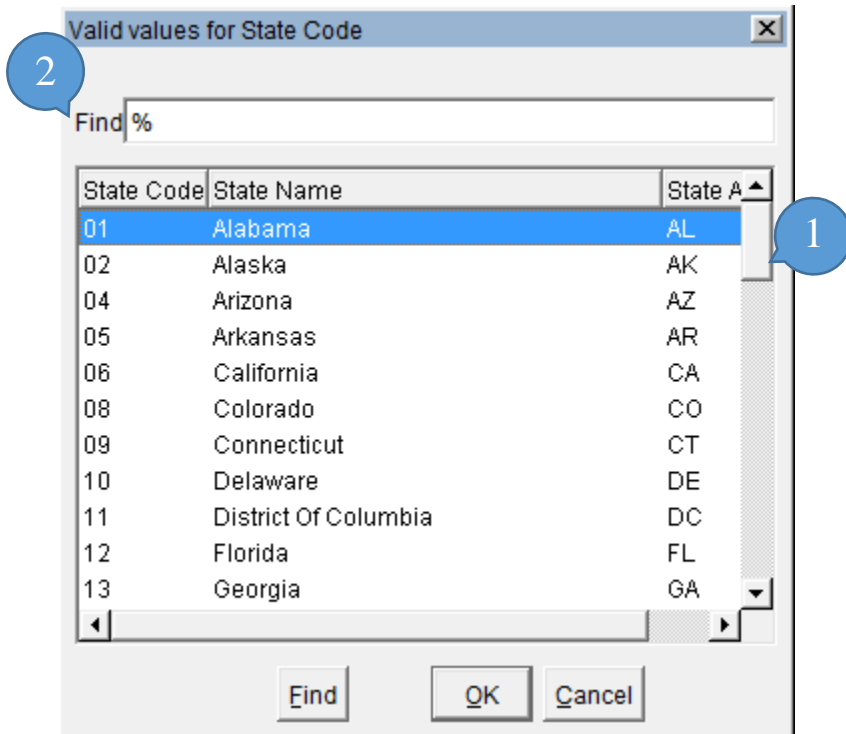 Valid values for State Code
2
Find %
State Code State Name State A
01 Alabama AL
1
02 Alaska AK
04 Arizona AZ
05 Arkansas AR
06 California CA
08 Colorado CO
09 Connecticut CT
10 Delaware DE
11 District Of Columbia DC
12 Florida FL
13 Georgia GA
Find OK Cancel